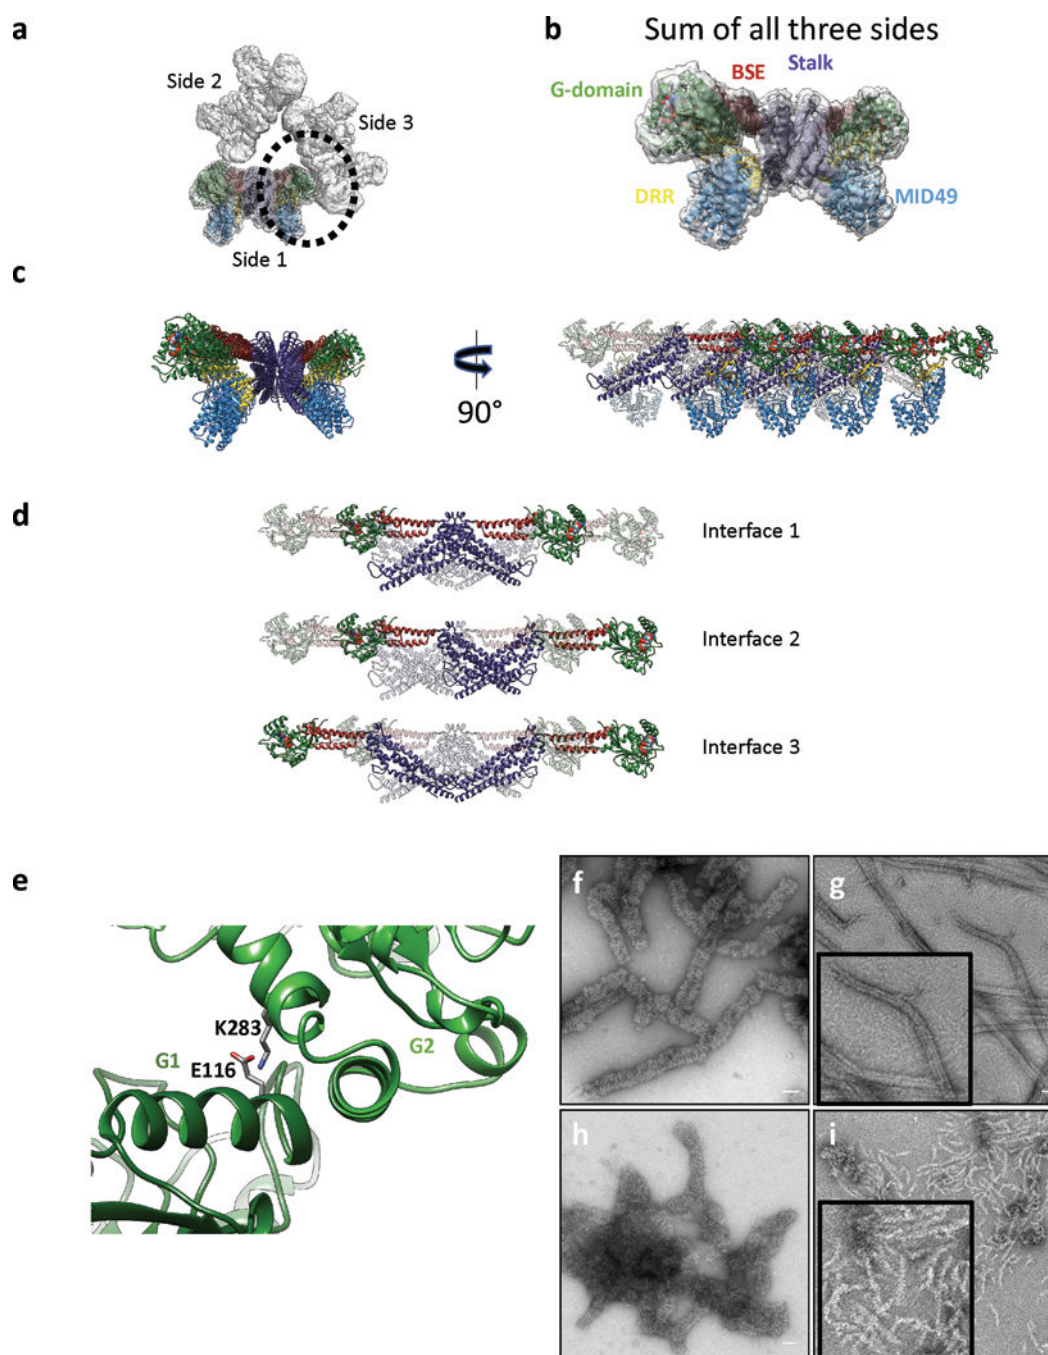 a
Side 2
Side 3
Side 1
b
Sum of all three sides
BSE
Stalk
G-domain
DRR
MID49
c
90°
d
Interface 1
Interface 2
Interface 3
e
K283
G1
E116
G2
f
g
h
i